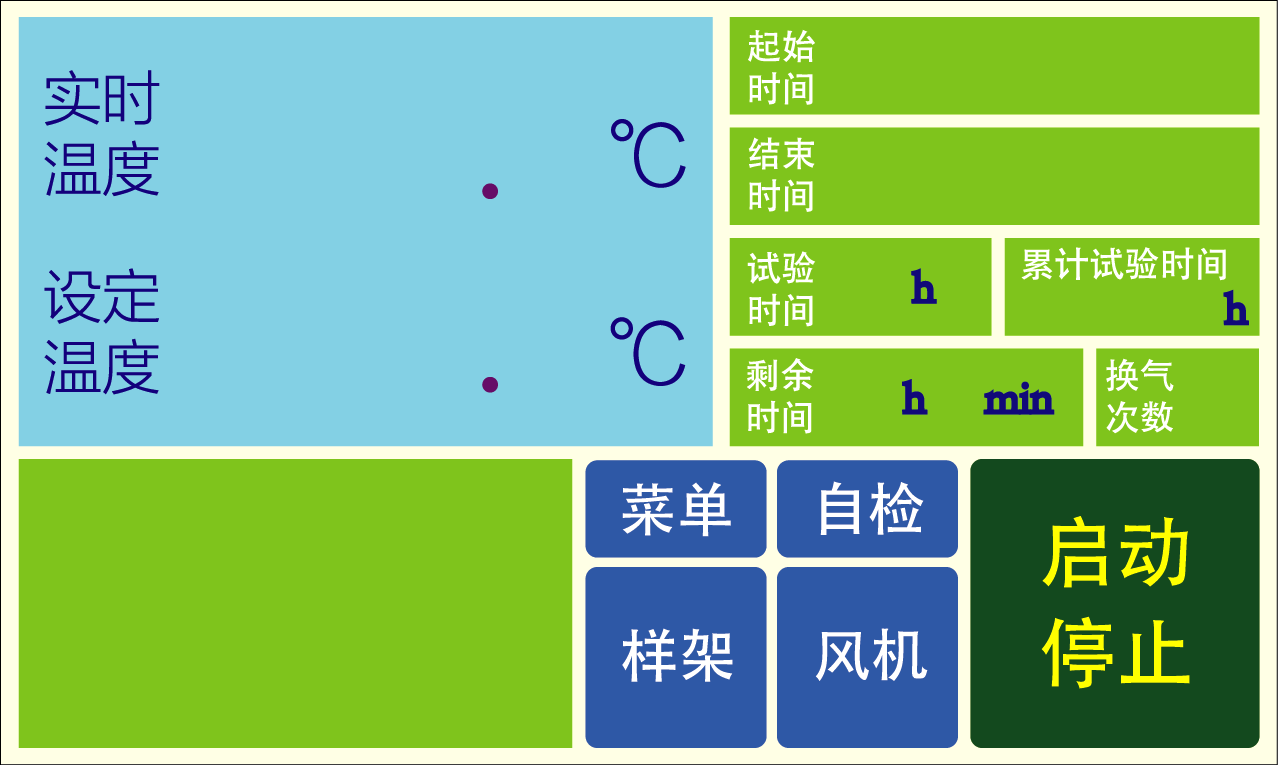 实时
温度
. ℃
设定
温度
. ℃
起始
时间
结束
时间
试验
时间
h
累计试验时间
h
剩余
时间
h min
换气
次数
菜单
自检
样架
风机
启动
停止